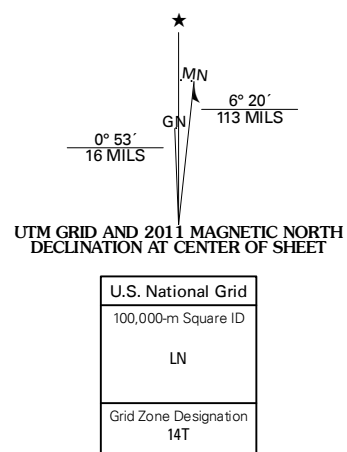 MN
GN
6° 20´
113 MILS
0° 53´
16 MILS
UTM GRID AND 2011 MAGNETIC NORTH
DECLINATION AT CENTER OF SHEET
U.S. National Grid
100,000-m Square ID
LN
Grid Zone Designation
14T